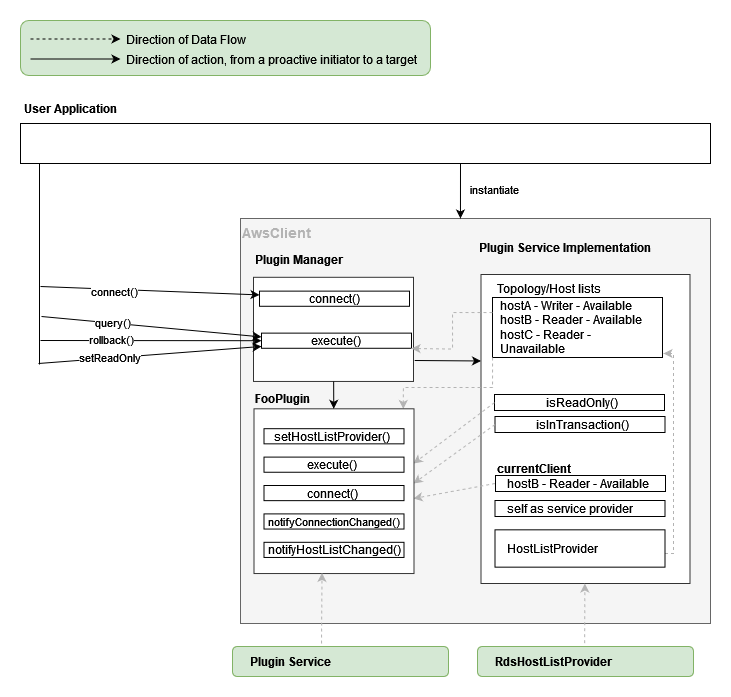 Direction of Data Flow
Direction of action, from a proactive initiator to a target
User Application
instantiate
AwsClient
Plugin Manager
connect()
query()
rollback()
setReadOnly
connect()
execute()
FooPlugin
setHostListProvider()
execute()
connect()
notifyConnectionChanged()
notifyHostListChanged()
Plugin Service Implementation
Topology/Host lists
hostA - Writer - Available
hostB - Reader - Available
hostC - Reader -
Unavailable
isReadOnly()
isInTransaction()
currentClient
hostB - Reader - Available
self as service provider
HostListProvider
Plugin Service
RdsHostListProvider